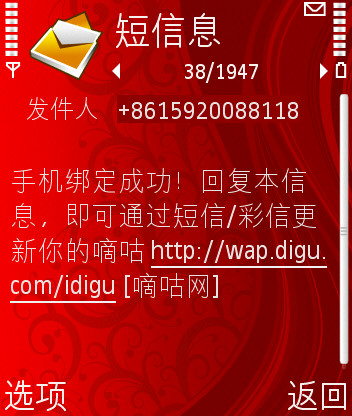 短信息
38/1947
发件人 +8615920088118
手机绑定成功！回复本信
息，即可通过短信/彩信更
新你的嘀咕 http://wap.digu.
com/idigu [嘀咕网]
选项 返回